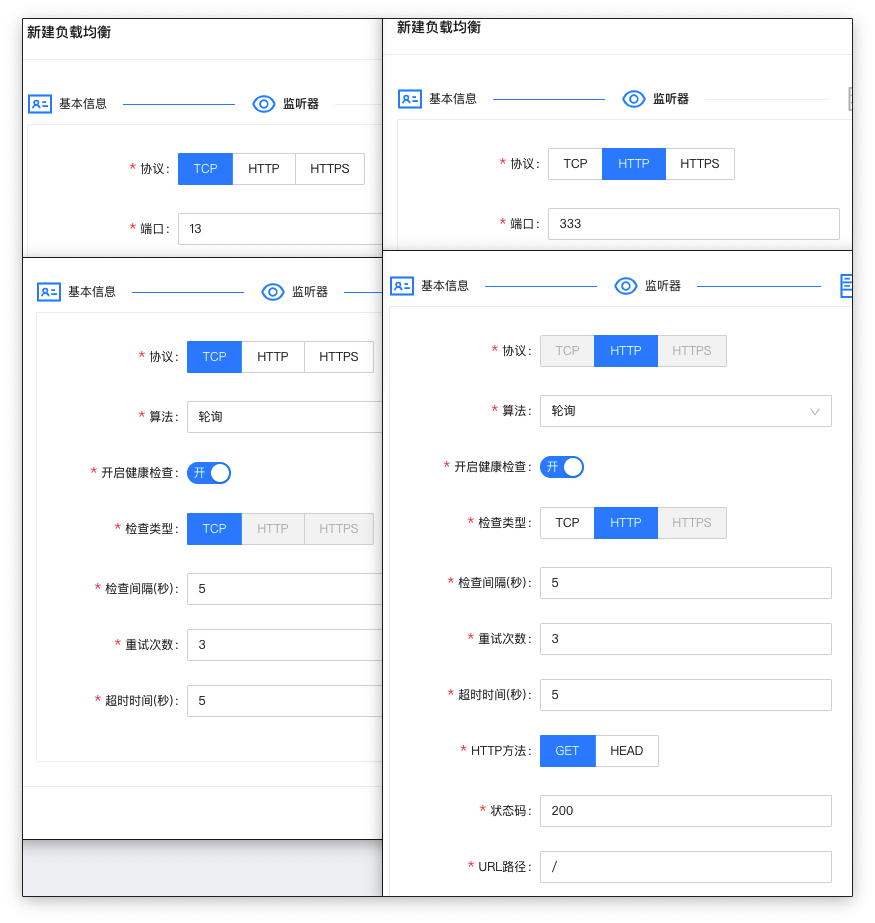 新建负载均衡
基本信息 监听器
* 协议: TCP HTTP HTTPS
* 端口: 13
新建负载均衡
基本信息 监听器
* 协议: TCP HTTP HTTPS
* 端口: 333
基本信息 监听器
* 协议: TCP HTTP HTTPS
* 算法: 轮询
* 开启健康检查: 开
* 检查类型: TCP HTTP HTTPS
* 检查间隔(秒): 5
* 重试次数: 3
* 超时时间(秒): 5
基本信息 监听器
* 协议: TCP HTTP HTTPS
* 算法: 轮询
* 开启健康检查: 开
* 检查类型: TCP HTTP HTTPS
* 检查间隔(秒): 5
* 重试次数: 3
* 超时时间(秒): 5
* HTTP方法: GET HEAD
* 状态码: 200
* URL路径: /